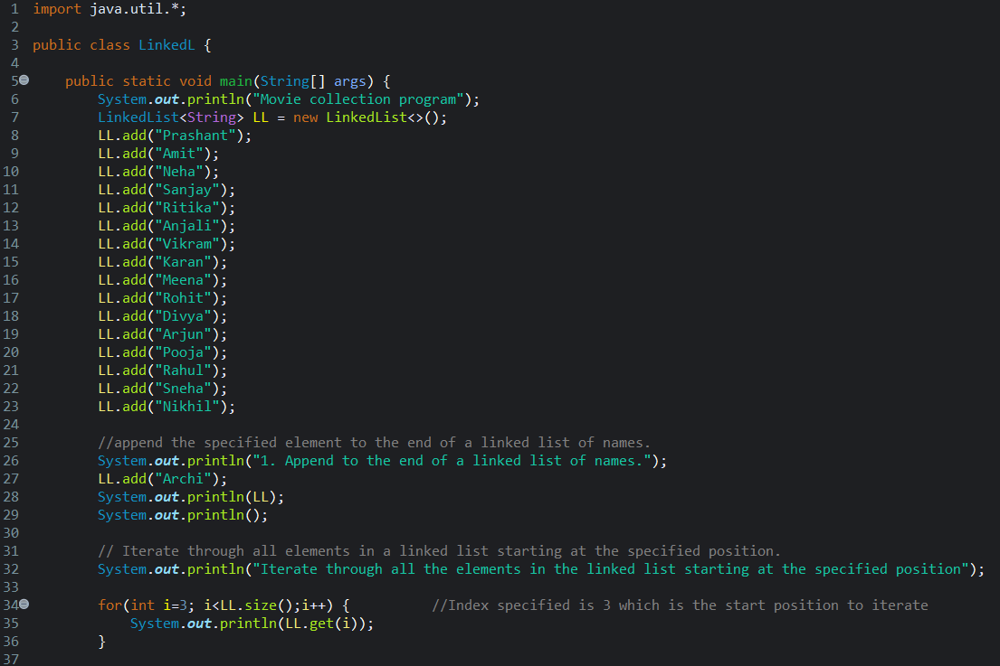 1 import java.util.*;
2
3 public class LinkedL {
4
5     public static void main(String[] args) {
6         System.out.println("Movie collection program");
7         LinkedList<String> LL = new LinkedList<>();
8         LL.add("Prashant");
9         LL.add("Amit");
10         LL.add("Neha");
11         LL.add("Sanjay");
12         LL.add("Ritika");
13         LL.add("Anjali");
14         LL.add("Vikram");
15         LL.add("Karan");
16         LL.add("Meena");
17         LL.add("Rohit");
18         LL.add("Divya");
19         LL.add("Arjun");
20         LL.add("Pooja");
21         LL.add("Rahul");
22         LL.add("Sneha");
23         LL.add("Nikhil");
24
25         //append the specified element to the end of a linked list of names.
26         System.out.println("1. Append to the end of a linked list of names.");
27         LL.add("Archi");
28         System.out.println(LL);
29         System.out.println();
30
31         // Iterate through all elements in a linked list starting at the specified position.
32         System.out.println("Iterate through all the elements in the linked list starting at the specified position");
33
34         for(int i=3; i<LL.size();i++) {          //Index specified is 3 which is the start position to iterate
35             System.out.println(LL.get(i));
36         }
37